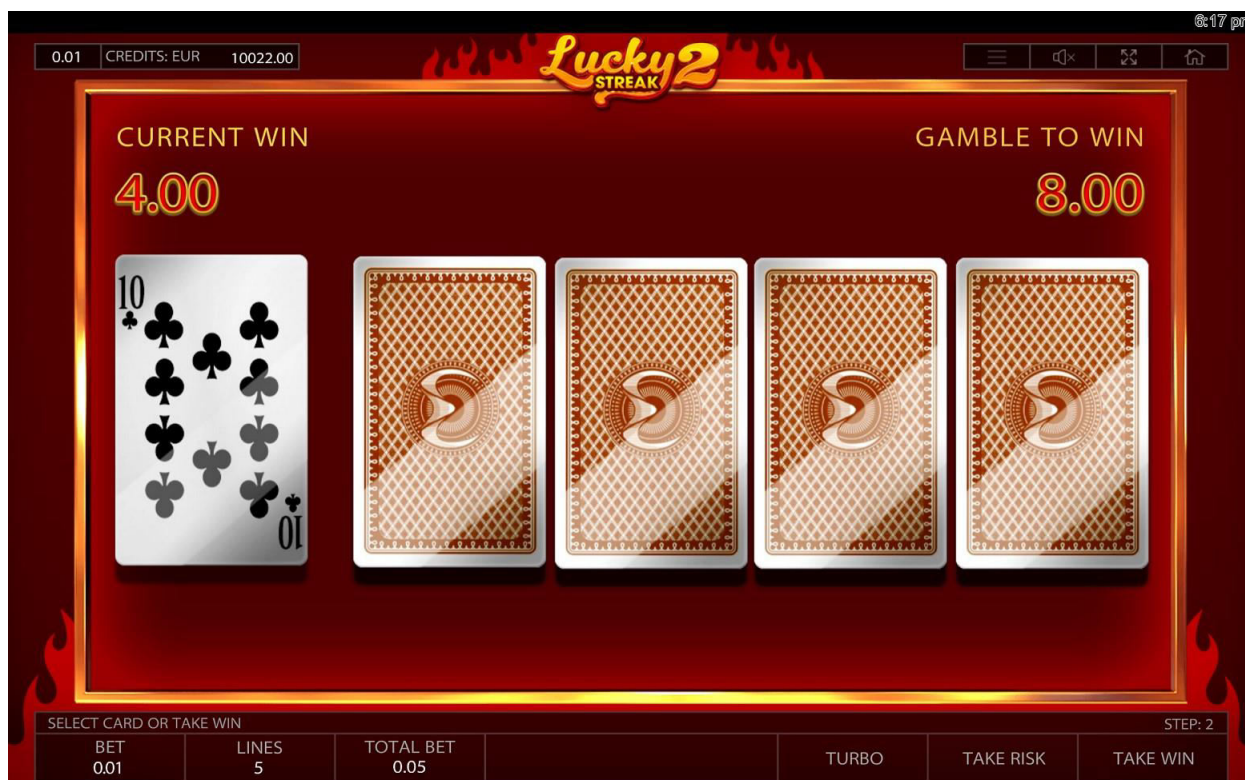 6:17
0.01 CREDITS: EUR 10022.00
Lucky 2
STREAK
CURRENT WIN
4.00
GAMBLE TO WIN
8.00
10
10
SELECT CARD OR TAKE WIN
STEP: 2
BET
0.01
LINES
5
TOTAL BET
0.05
TURBO
TAKE RISK
TAKE WIN